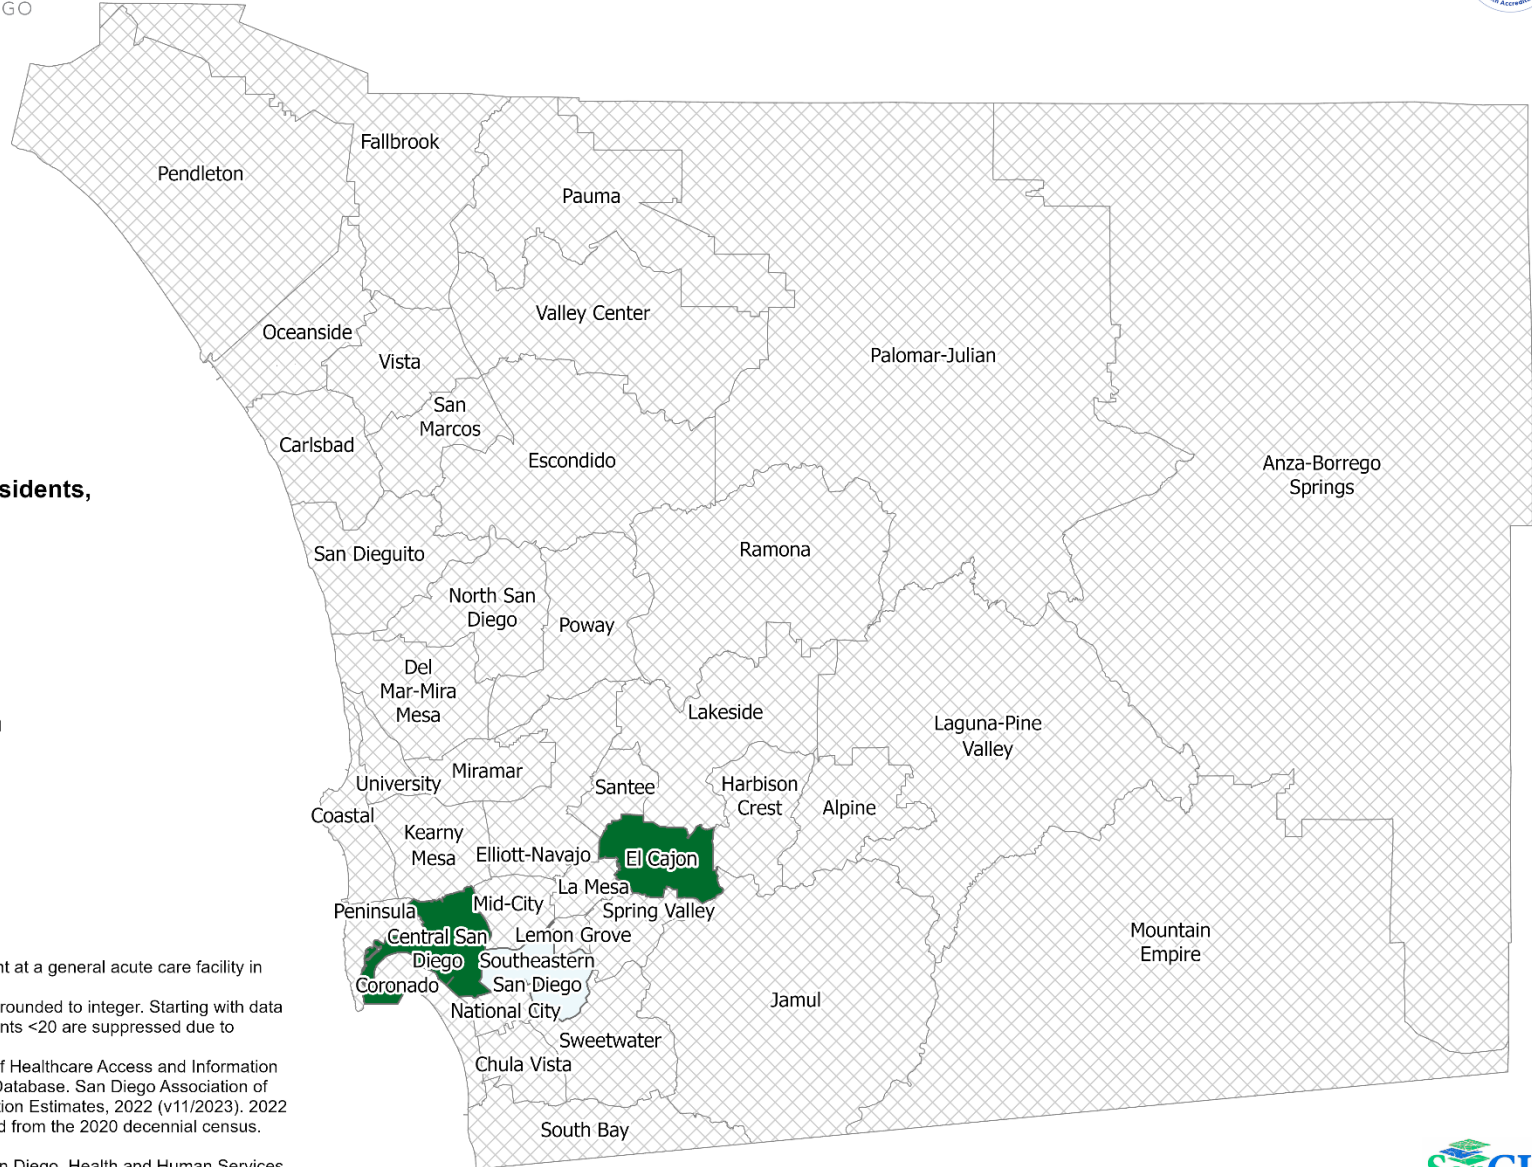 GO
Accredit
Fallbrook
Pendleton
Pauma
Valley Center
Oceanside
Vista
Palomar-Julian
San
Marcos
Carlsbad
Escondido
Anza-Borrego
Springs
sidents,
San Dieguito
Ramona
North San
Diego
Poway
Del
Mar-Mira
Mesa
Lakeside
Laguna-Pine
Valley
Miramar
University
Santee
Harbison
Crest
Alpine
Coastal
Kearny
Mesa
Elliott-Navajo
El Cajon
La Mesa
Mid-City
Peninsula
Spring Valley
Central San
Diego
Lemon Grove
Mountain
Empire
Southeastern
San Diego
Coronado
Jamul
National City
Sweetwater
Chula Vista
South Bay
nt at a general acute care facility in
rounded to integer. Starting with data
nts <20 are suppressed due to
f Healthcare Access and Information
Database. San Diego Association of
tion Estimates, 2022 (v11/2023). 2022
d from the 2020 decennial census.
n Diego, Health and Human Services